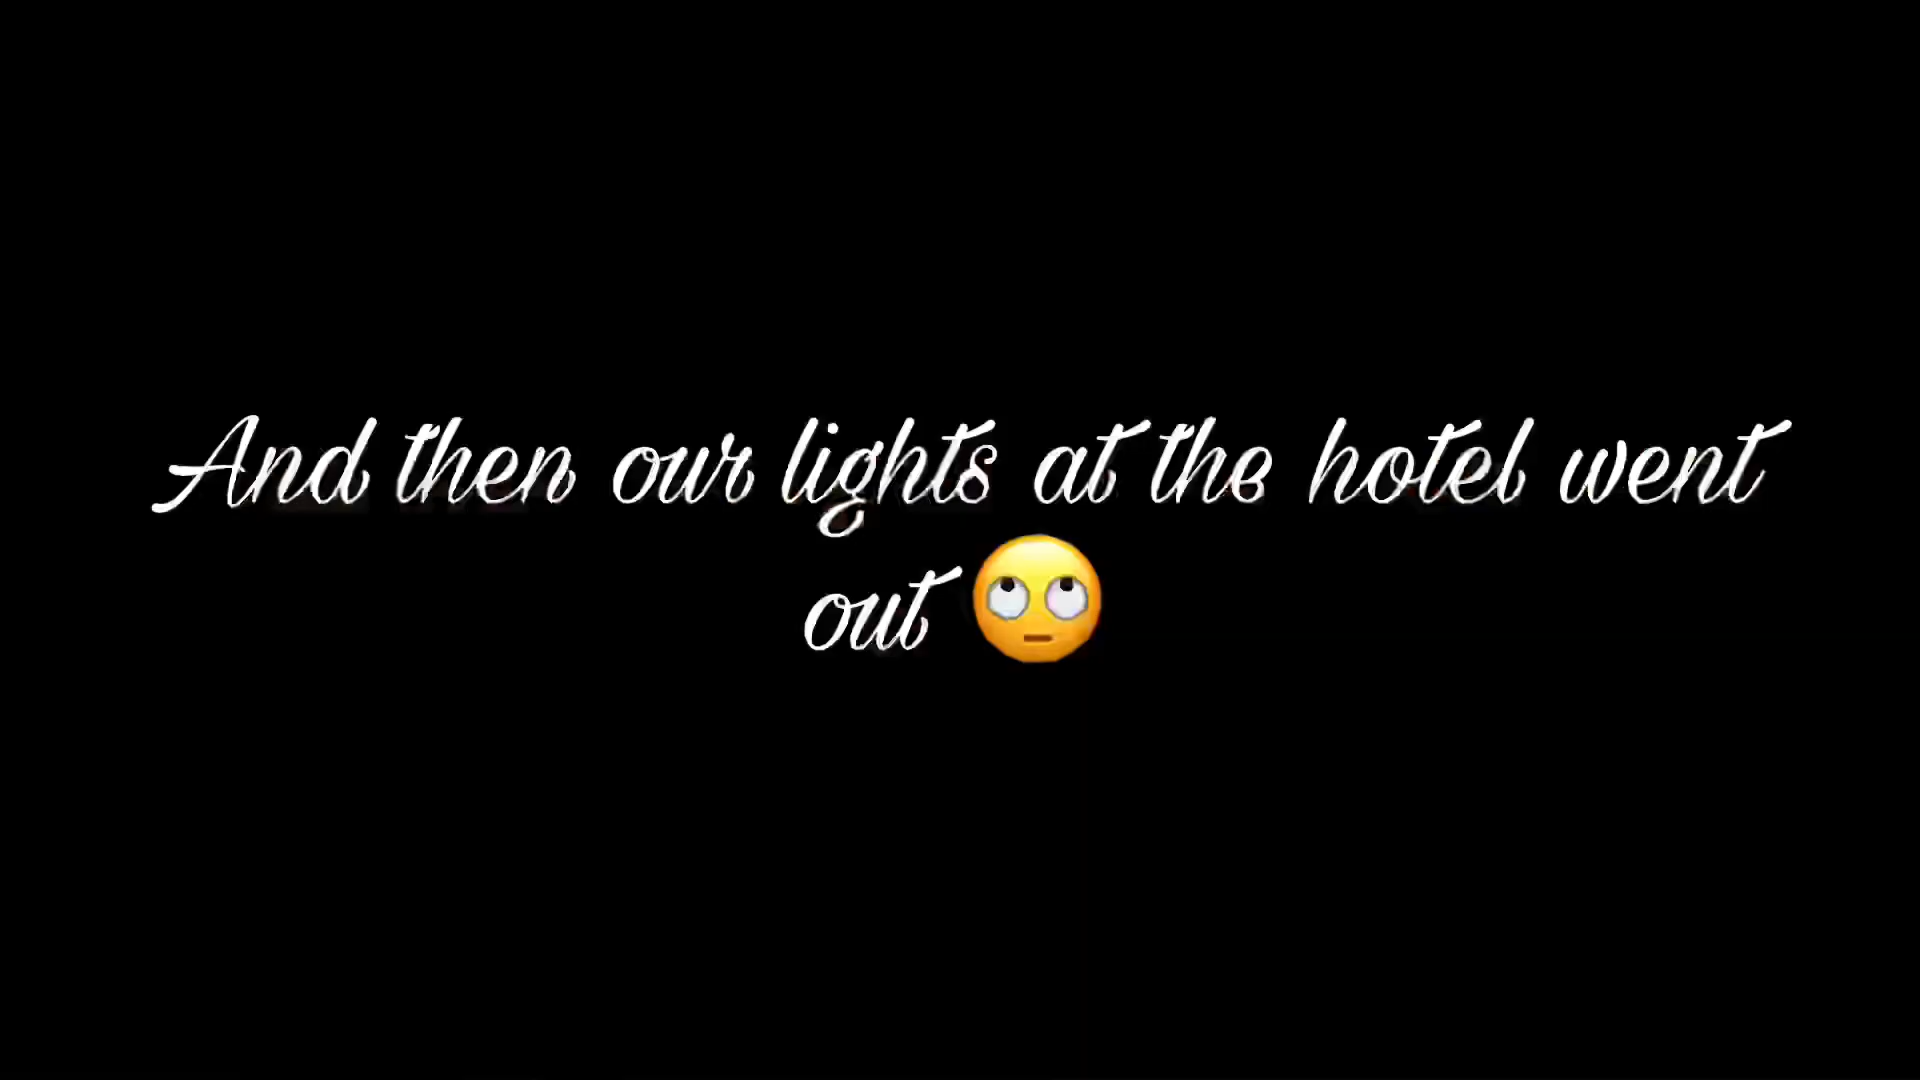 And then our lights at the hotel went
out 🙄